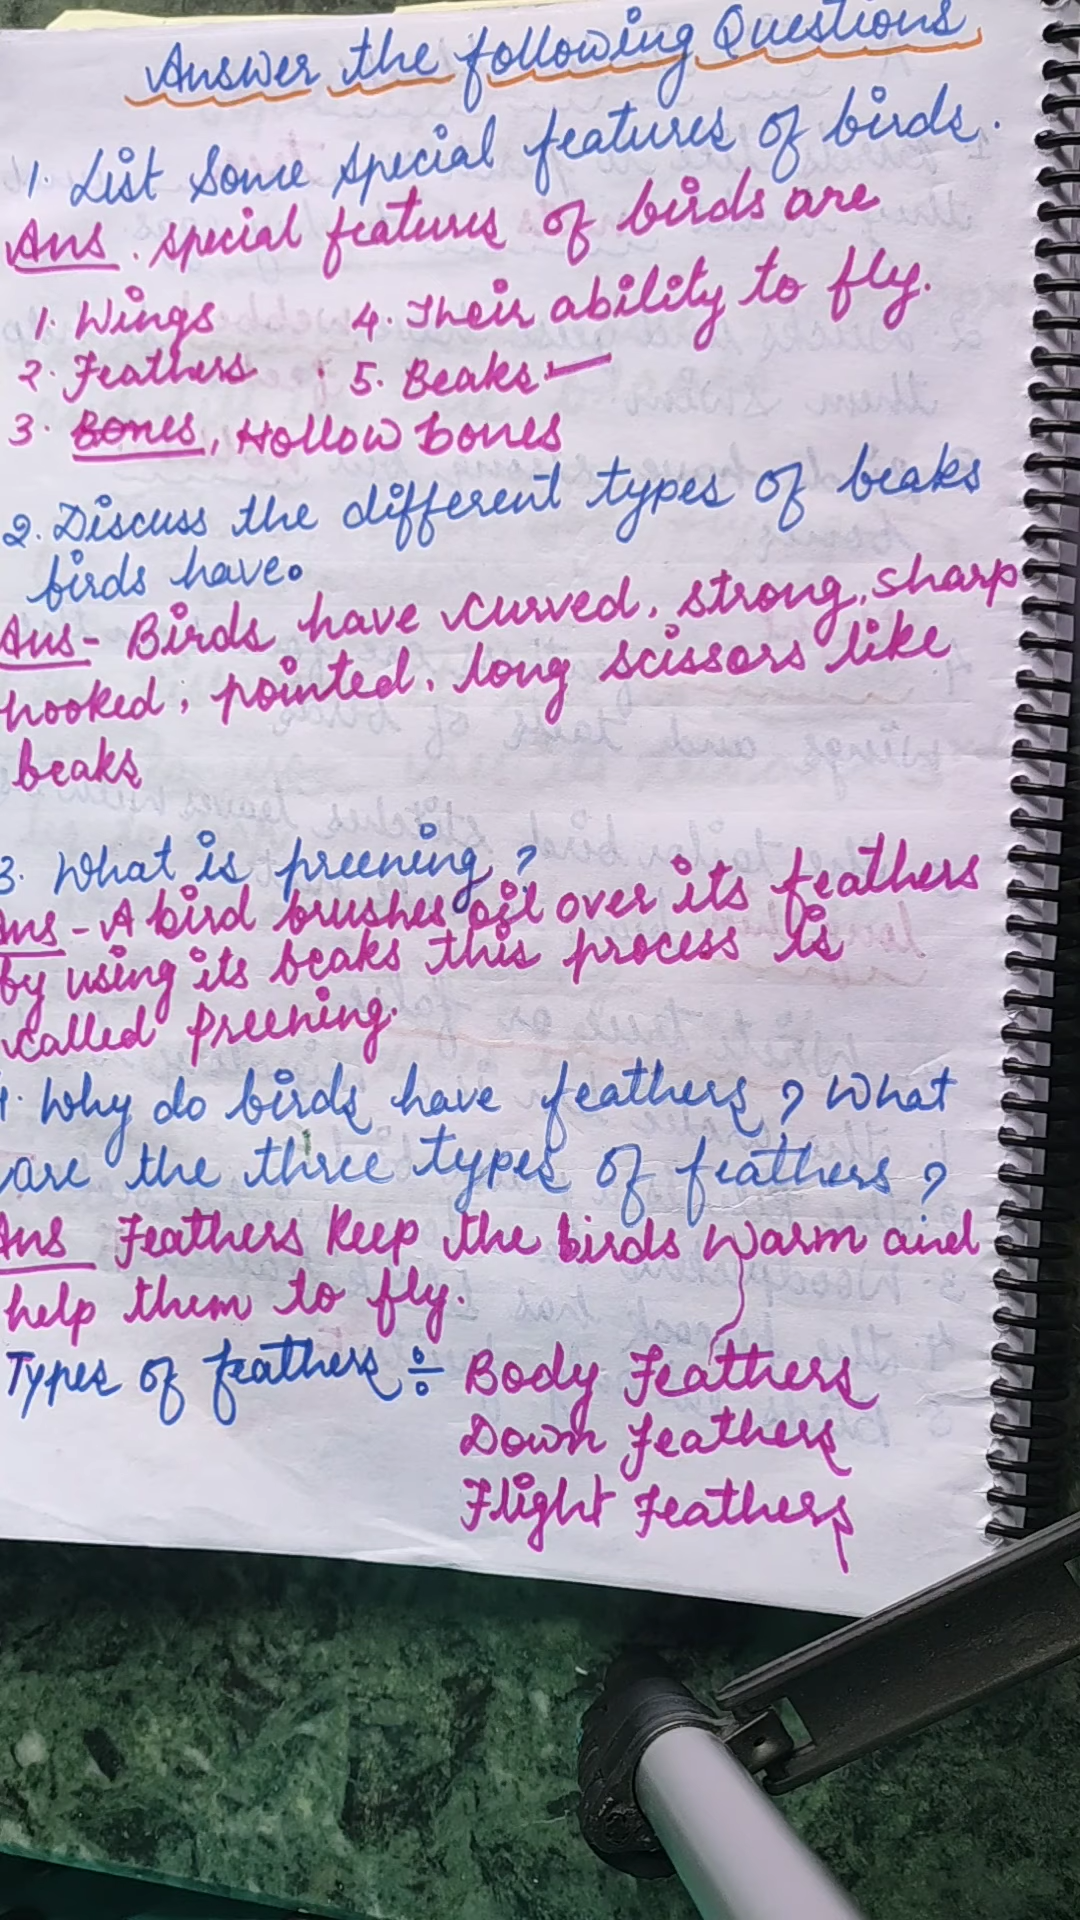 Answer the following Questions
1. List Some special features of birds.
Ans. special features of birds are
1. Wings 4. Their ability to fly.
2. Feathers 5. Beaks
3. Bones, Hollow bones
2. Discuss the different types of beaks
birds have.
Ans- Birds have curved, strong, sharp
hooked, pointed, long scissors like
beaks
3. What is preening?
Ans - A bird brushes oil over its feathers
by using its beaks this process is
called preening.
4. Why do birds have feathers? What
are the three types of feathers?
Ans Feathers keep the birds warm and
help them to fly.
Types of feathers ÷ Body Feathers
Down Feathers
Flight Feathers